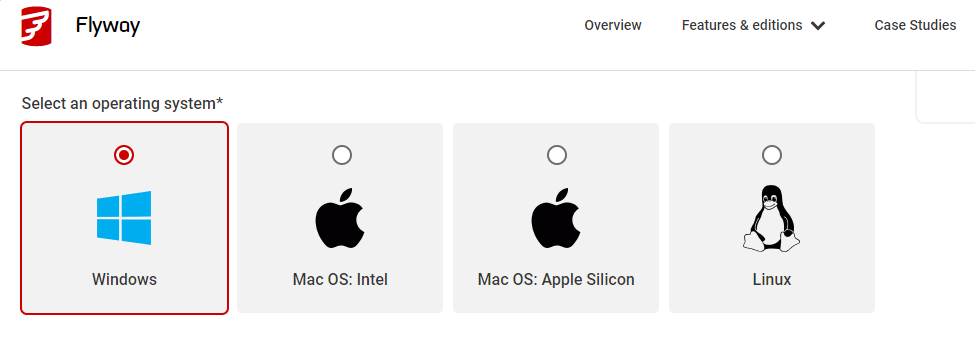 Flyway
Overview
Features & editions
Case Studies
Select an operating system*
Windows
Mac OS: Intel
Mac OS: Apple Silicon
Linux